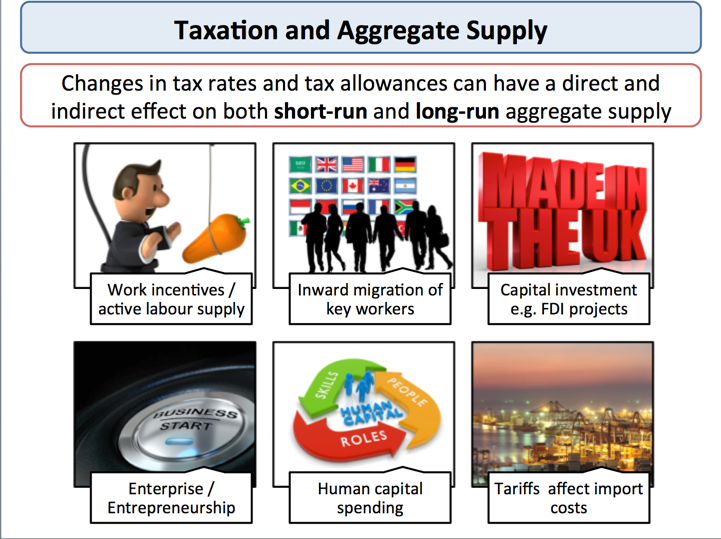 Taxation and Aggregate Supply
Changes in tax rates and tax allowances can have a direct and
indirect effect on both short-run and long-run aggregate supply
MADE IN
THE UK
Work incentives /
active labour supply
Inward migration of
key workers
Capital investment
e.g. FDI projects
BUSINESS
START
SKILLS
PEOPLE
HUMAN
CAPITAL
ROLES
Enterprise /
Entrepreneurship
Human capital
spending
Tariffs affect import
costs